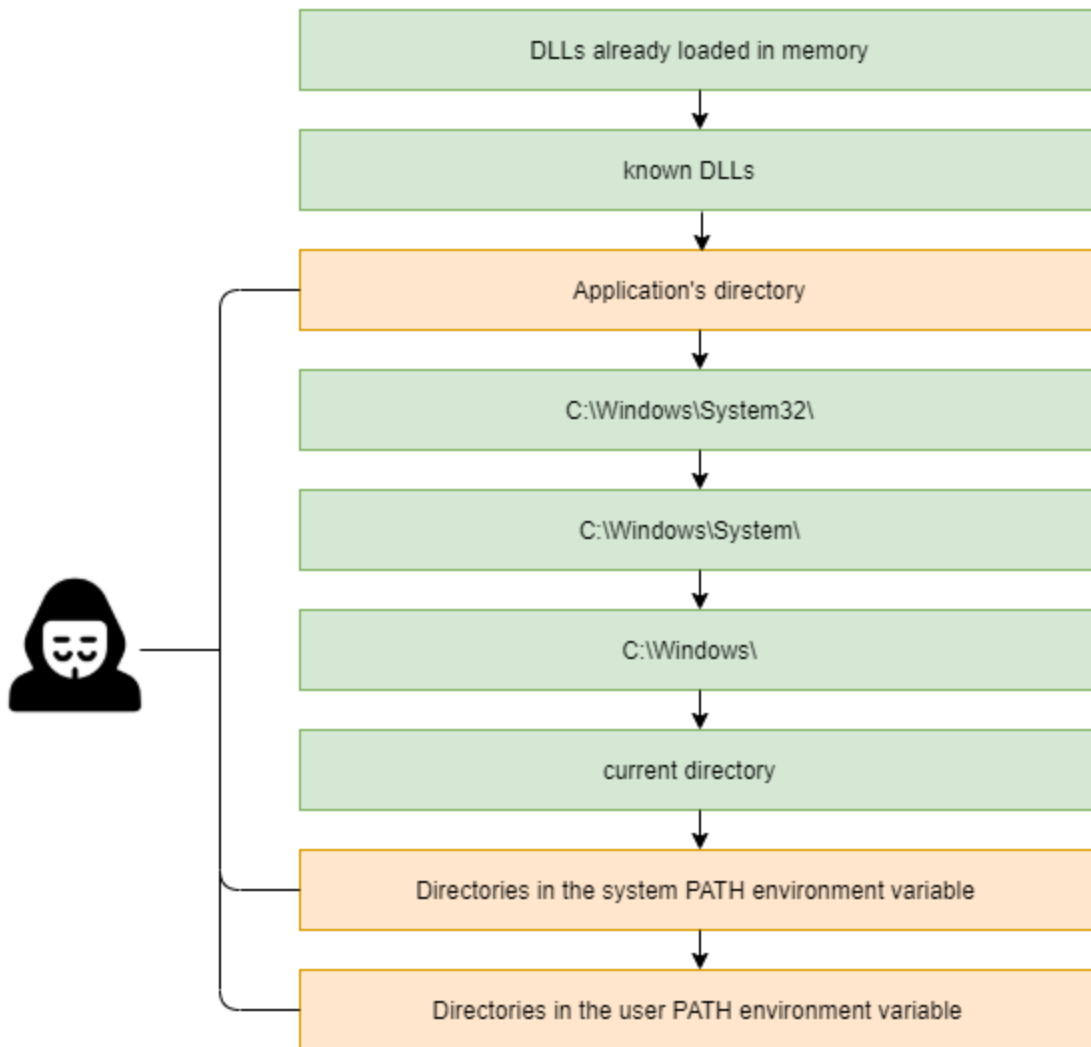 DLLs already loaded in memory
known DLLs
Application's directory
C:\Windows\System32\
C:\Windows\System\
C:\Windows\
current directory
Directories in the system PATH environment variable
Directories in the user PATH environment variable